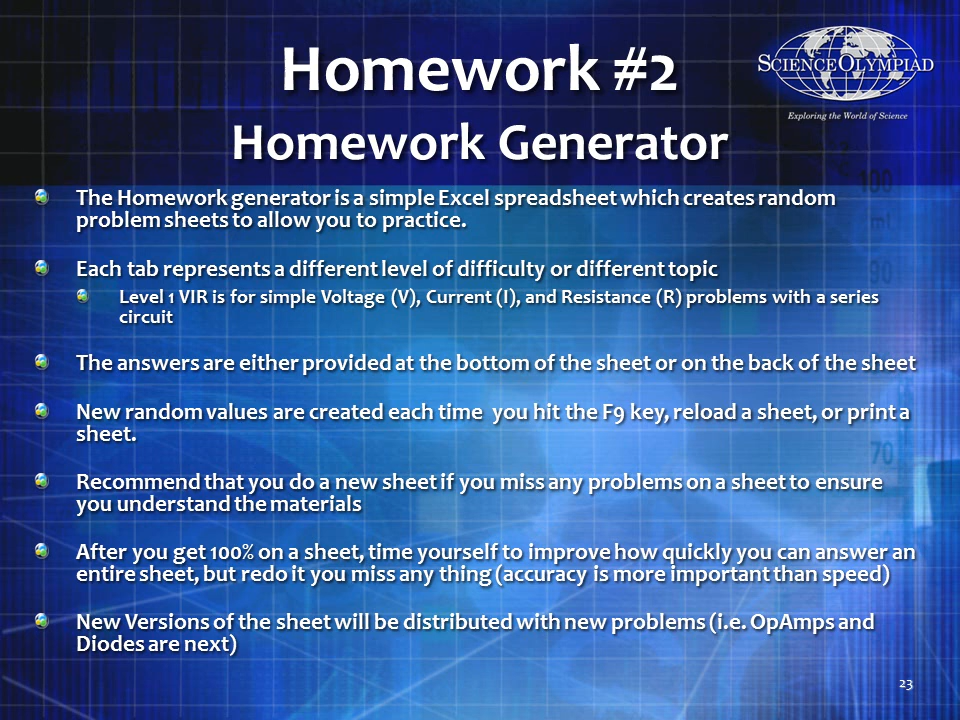 Homework #2
SCIENCEOLYMPIAD
Exploring the World of Science
Homework Generator
The Homework generator is a simple Excel spreadsheet which creates random
problem sheets to allow you to practice.
Each tab represents a different level of difficulty or different topic
Level 1 VIR is for simple Voltage (V), Current (I), and Resistance (R) problems with a series
circuit
The answers are either provided at the bottom of the sheet or on the back of the sheet
New random values are created each time you hit the F9 key, reload a sheet, or print a
sheet.
Recommend that you do a new sheet if you miss any problems on a sheet to ensure
you understand the materials
After you get 100% on a sheet, time yourself to improve how quickly you can answer an
entire sheet, but redo it you miss any thing (accuracy is more important than speed)
New Versions of the sheet will be distributed with new problems (i.e. OpAmps and
Diodes are next)
100
ml
90
70
23